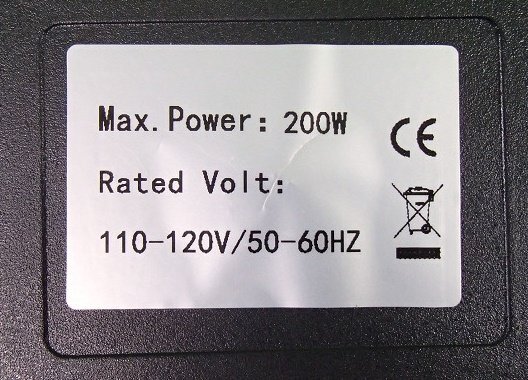 Max. Power: 200W
CE
Rated Volt:
110-120V/50-60HZ